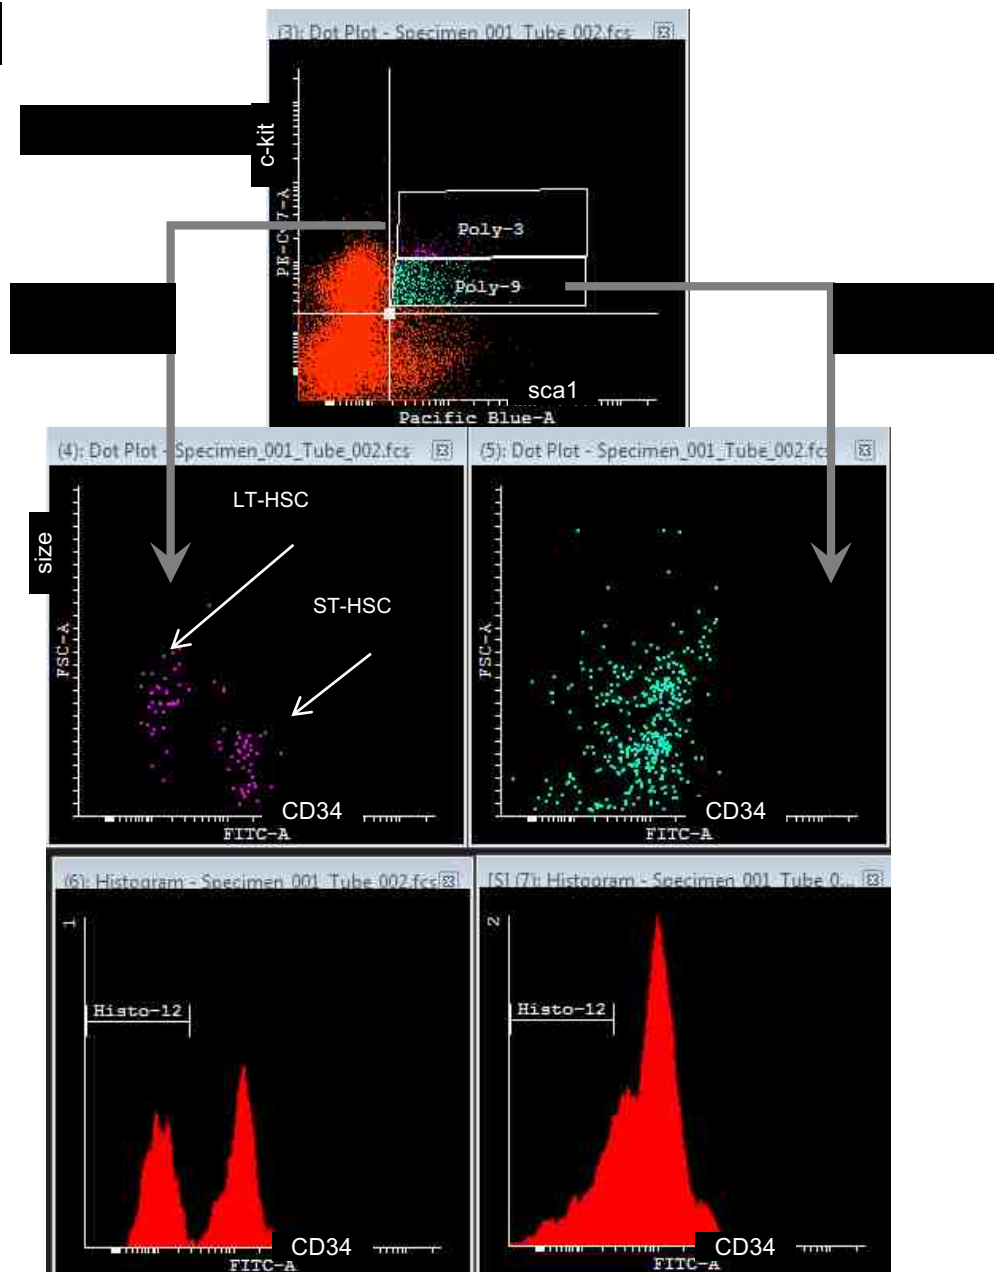 (3): Dot Plot - Specimen_001_Tube_002.fcs
c-kit
PE-Cy7-A
Poly-3
Poly-9
sca1
Pacific Blue-A
(4): Dot Plot - Specimen_001_Tube_002.fcs
(5): Dot Plot - Specimen_001_Tube_002.fcs
LT-HSC
ST-HSC
size
FSC-A
CD34
FITC-A
FSC-A
CD34
FITC-A
(6): Histogram - Specimen_001_Tube_002.fcs
[S] (7): Histogram - Specimen_001_Tube_0...
1
Histo-12
CD34
FITC-A
2
Histo-12
CD34
FITC-A